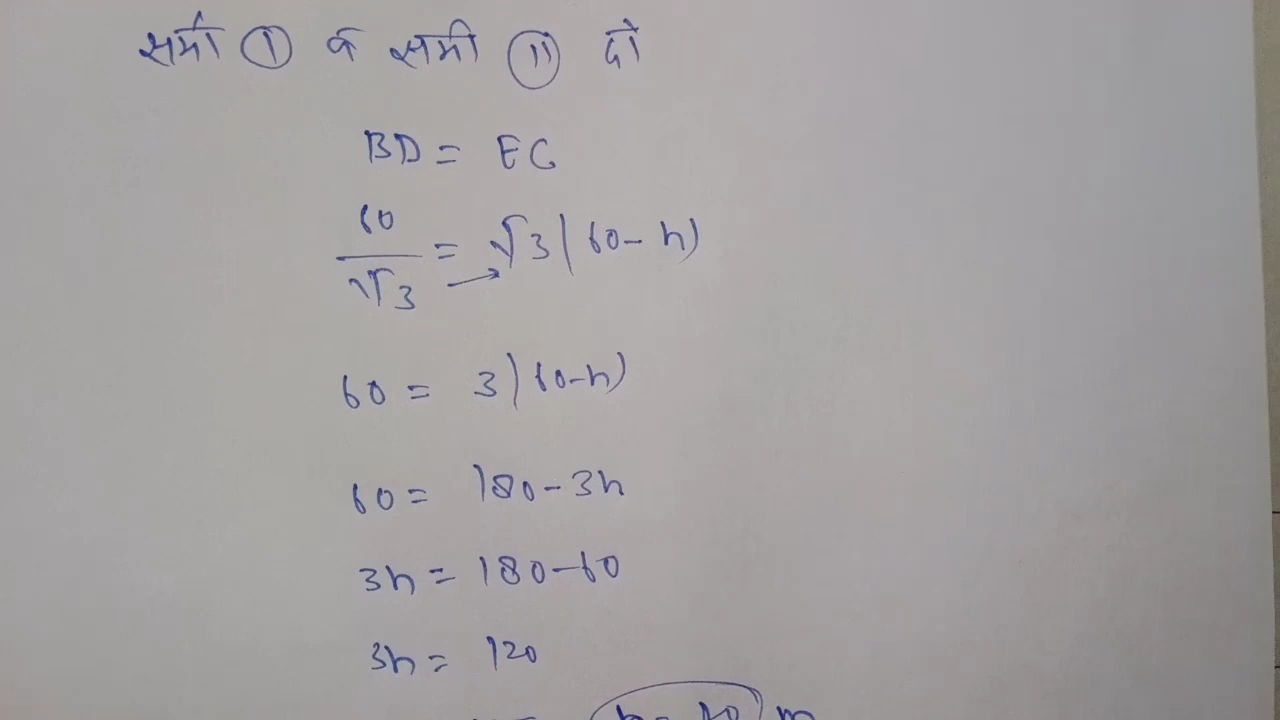 समी ① व समी ⑪ दो
BD = EC
60/√3 = √3(60-h)
60 = 3(60-h)
60 = 180-3h
3h = 180-60
3h = 120
m